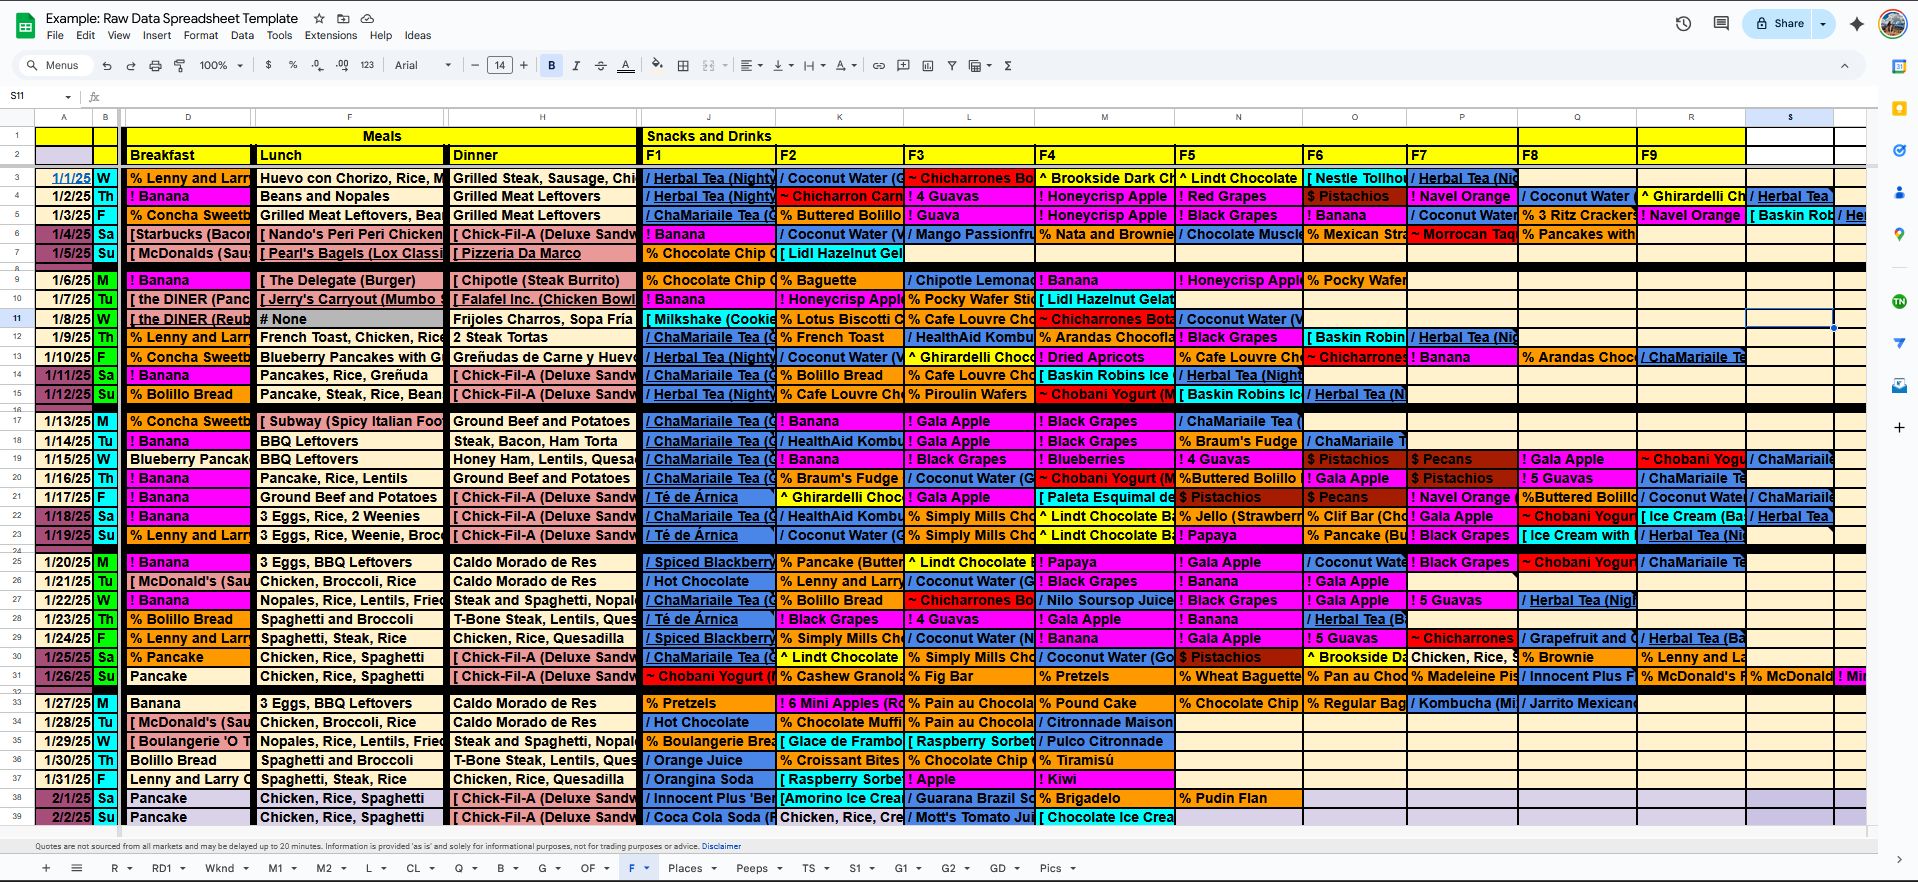 Example: Raw Data Spreadsheet Template
File Edit View Insert Format Data Tools Extensions Help Ideas
Share
Menus 100% $ % .0 .00 123 Arial 14 B I
S11
A B D F H J K L M N O P Q R S
1 Meals Snacks and Drinks
2 Breakfast Lunch Dinner F1 F2 F3 F4 F5 F6 F7 F8 F9
3 1/1/25 W % Lenny and Larr Huevo con Chorizo, Rice, M Grilled Steak, Sausage, Chi / Herbal Tea (Nighty / Coconut Water (G ~ Chicharrones Bo ^ Brookside Dark Ch ^ Lindt Chocolate [ Nestle Tollhou / Herbal Tea (Nig
4 1/2/25 Th ! Banana Beans and Nopales Grilled Meat Leftovers / Herbal Tea (Nighty ~ Chicharron Carn ! 4 Guavas ! Honeycrisp Apple ! Red Grapes $ Pistachios ! Navel Orange / Coconut Water ( ^ Ghirardelli Ch / Herbal Tea
5 1/3/25 F % Concha Sweetb Grilled Meat Leftovers, Bea Grilled Meat Leftovers / ChaMariaile Tea (C % Buttered Bolillo ! Guava ! Honeycrisp Apple ! Black Grapes ! Banana / Coconut Water % 3 Ritz Crackers ! Navel Orange [ Baskin Rob / He
6 1/4/25 Sa [Starbucks (Bacor [ Nando's Peri Peri Chicken [ Chick-Fil-A (Deluxe Sandw ! Banana / Coconut Water (V / Mango Passionfru % Nata and Brownie / Chocolate Muscle % Mexican Stra ~ Morrocan Taq % Pancakes with
7 1/5/25 Su [ McDonalds (Sau [ Pearl's Bagels (Lox Classi [ Pizzeria Da Marco % Chocolate Chip C [ Lidl Hazelnut Gel
8
9 1/6/25 M ! Banana [ The Delegate (Burger) [ Chipotle (Steak Burrito) % Chocolate Chip C % Baguette / Chipotle Lemonac ! Banana ! Honeycrisp Apple % Pocky Wafer
10 1/7/25 Tu [ the DINER (Panc [ Jerry's Carryout (Mumbo S [ Falafel Inc. (Chicken Bowl ! Banana ! Honeycrisp Apple % Pocky Wafer Stic [ Lidl Hazelnut Gelat
11 1/8/25 W [ the DINER (Reub # None Frijoles Charros, Sopa Fría [ Milkshake (Cookie % Lotus Biscotti C % Cafe Louvre Cho ~ Chicharrones Bota / Coconut Water (V
12 1/9/25 Th % Lenny and Larr French Toast, Chicken, Rice 2 Steak Tortas / ChaMariaile Tea (C % French Toast / HealthAid Kombu % Arandas Chocofla ! Black Grapes [ Baskin Robin / Herbal Tea (Nig
13 1/10/25 F % Concha Sweetb Blueberry Pancakes with G Greñudas de Carne y Huevo / Herbal Tea (Nighty / Coconut Water (V ^ Ghirardelli Choco ! Dried Apricots % Cafe Louvre Cho ~ Chicharrones ! Banana % Arandas Choc / ChaMariaile Te
14 1/11/25 Sa ! Banana Pancakes, Rice, Greñuda [ Chick-Fil-A (Deluxe Sandw / ChaMariaile Tea (C % Bolillo Bread % Cafe Louvre Cho [ Baskin Robins Ice / Herbal Tea (Night
15 1/12/25 Su % Bolillo Bread Pancake, Steak, Rice, Bean [ Chick-Fil-A (Deluxe Sandw / Herbal Tea (Nighty % Cafe Louvre Cho % Piroulin Wafers ~ Chobani Yogurt (M [ Baskin Robins Ic / Herbal Tea (N
16
17 1/13/25 M % Concha Sweetb [ Subway (Spicy Italian Foo Ground Beef and Potatoes / ChaMariaile Tea (C ! Banana ! Gala Apple ! Black Grapes / ChaMariaile Tea (
18 1/14/25 Tu ! Banana BBQ Leftovers Steak, Bacon, Ham Torta / ChaMariaile Tea (C / HealthAid Kombu ! Gala Apple ! Black Grapes % Braum's Fudge / ChaMariaile T
19 1/15/25 W Blueberry Pancak BBQ Leftovers Honey Ham, Lentils, Quesa / ChaMariaile Tea (C ! Banana ! Black Grapes ! Blueberries ! 4 Guavas $ Pistachios $ Pecans ! Gala Apple ~ Chobani Yogu / ChaMariaile
20 1/16/25 Th ! Banana Pancake, Rice, Lentils Ground Beef and Potatoes / ChaMariaile Tea (C % Braum's Fudge / Coconut Water (G ~ Chobani Yogurt (M %Buttered Bolillo ! Gala Apple $ Pistachios ! 5 Guavas / ChaMariaile Te
21 1/17/25 F ! Banana Ground Beef and Potatoes [ Chick-Fil-A (Deluxe Sandw / Té de Árnica ^ Ghirardelli Choc ! Gala Apple [ Paleta Esquimal de $ Pistachios $ Pecans ! Navel Orange ( %Buttered Bolillo / Coconut Water / ChaMariaile
22 1/18/25 Sa ! Banana 3 Eggs, Rice, 2 Weenies [ Chick-Fil-A (Deluxe Sandw / ChaMariaile Tea (C / HealthAid Kombu % Simply Mills Cho ^ Lindt Chocolate Ba % Jello (Strawberr % Clif Bar (Cho ! Gala Apple ~ Chobani Yogur [ Ice Cream (Ba / Herbal Tea
23 1/19/25 Su % Lenny and Larr 3 Eggs, Rice, Weenie, Broc [ Chick-Fil-A (Deluxe Sandw / Té de Árnica / Coconut Water (G % Simply Mills Cho ^ Lindt Chocolate Ba ! Papaya % Pancake (Bu ! Black Grapes [ Ice Cream with / Herbal Tea (Ni
24
25 1/20/25 M ! Banana 3 Eggs, BBQ Leftovers Caldo Morado de Res / Spiced Blackberry % Pancake (Butter ^ Lindt Chocolate B ! Papaya ! Gala Apple / Coconut Wate ! Black Grapes ~ Chobani Yogur / ChaMariaile Te
26 1/21/25 Tu [ McDonald's (Sau Chicken, Broccoli, Rice Caldo Morado de Res / Hot Chocolate % Lenny and Larry / Coconut Water (G ! Black Grapes ! Banana ! Gala Apple
27 1/22/25 W ! Banana Nopales, Rice, Lentils, Fried Steak and Spaghetti, Nopal / ChaMariaile Tea (C % Bolillo Bread ~ Chicharrones Bo / Nilo Soursop Juice ! Black Grapes ! Gala Apple ! 5 Guavas / Herbal Tea (Nigh
28 1/23/25 Th % Bolillo Bread Spaghetti and Broccoli T-Bone Steak, Lentils, Ques / Té de Árnica ! Black Grapes ! 4 Guavas ! Gala Apple ! Banana / Herbal Tea (Ba
29 1/24/25 F % Lenny and Larr Spaghetti, Steak, Rice Chicken, Rice, Quesadilla / Spiced Blackberry % Simply Mills Cho / Coconut Water (N ! Banana ! Gala Apple ! 5 Guavas ~ Chicharrones / Grapefruit and / Herbal Tea (Ba
30 1/25/25 Sa % Pancake Chicken, Rice, Spaghetti [ Chick-Fil-A (Deluxe Sandw / ChaMariaile Tea (C ^ Lindt Chocolate % Simply Mills Cho / Coconut Water (Go $ Pistachios ^ Brookside Da Chicken, Rice, S % Brownie % Lenny and La
31 1/26/25 Su Pancake Chicken, Rice, Spaghetti [ Chick-Fil-A (Deluxe Sandw ~ Chobani Yogurt (M % Cashew Granola % Fig Bar % Pretzels % Wheat Baguette % Pan au Choc % Madeleine Pis / Innocent Plus F % McDonald's F % McDonald ! Mi
32
33 1/27/25 M Banana 3 Eggs, BBQ Leftovers Caldo Morado de Res % Pretzels ! 6 Mini Apples (Ro % Pain au Chocola % Pound Cake % Chocolate Chip % Regular Bag / Kombucha (Mi / Jarrito Mexicano
34 1/28/25 Tu [ McDonald's (Sau Chicken, Broccoli, Rice Caldo Morado de Res / Hot Chocolate % Chocolate Muffi % Pain au Chocola / Citronnade Maison
35 1/29/25 W [ Boulangerie 'O T Nopales, Rice, Lentils, Fried Steak and Spaghetti, Nopal % Boulangerie Brea [ Glace de Frambo [ Raspberry Sorbet / Pulco Citronnade
36 1/30/25 Th Bolillo Bread Spaghetti and Broccoli T-Bone Steak, Lentils, Ques / Orange Juice % Croissant Bites % Chocolate Chip ( % Tiramisú
37 1/31/25 F Lenny and Larry C Spaghetti, Steak, Rice Chicken, Rice, Quesadilla / Orangina Soda [ Raspberry Sorbe ! Apple ! Kiwi
38 2/1/25 Sa Pancake Chicken, Rice, Spaghetti [ Chick-Fil-A (Deluxe Sandw / Innocent Plus 'Ber [Amorino Ice Crea / Guarana Brazil So % Brigadelo % Pudin Flan
39 2/2/25 Su Pancake Chicken, Rice, Spaghetti [ Chick-Fil-A (Deluxe Sandw / Coca Cola Soda (F Chicken, Rice, Cre / Mott's Tomato Jui [ Chocolate Ice Crea
Quotes are not sourced from all markets and may be delayed up to 20 minutes. Information is provided 'as is' and solely for informational purposes, not for trading purposes or advice. Disclaimer
R RD1 Wknd M1 M2 L CL Q B G OF F Places Peeps TS S1 G1 G2 GD Pics